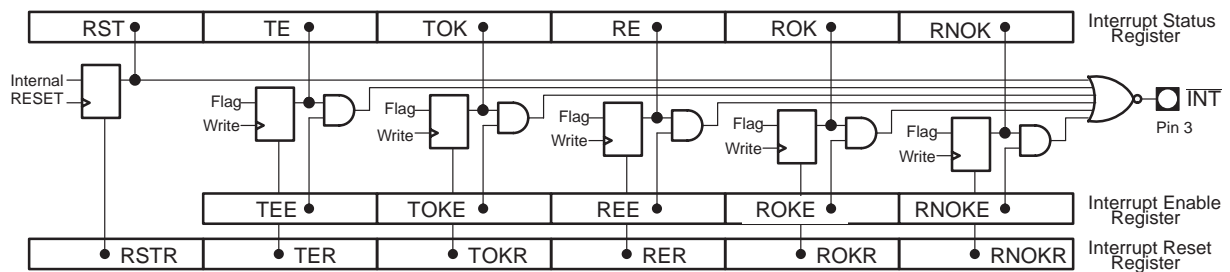 RST TE TOK RE ROK RNOK Interrupt Status
Register
Internal
RESET
Flag
Write
Flag
Write
Flag
Write
Flag
Write
Flag
Write
INT
Pin 3
TEE TOKE REE ROKE RNOKE Interrupt Enable
Register
RSTR TER TOKR RER ROKR RNOKR Interrupt Reset
Register